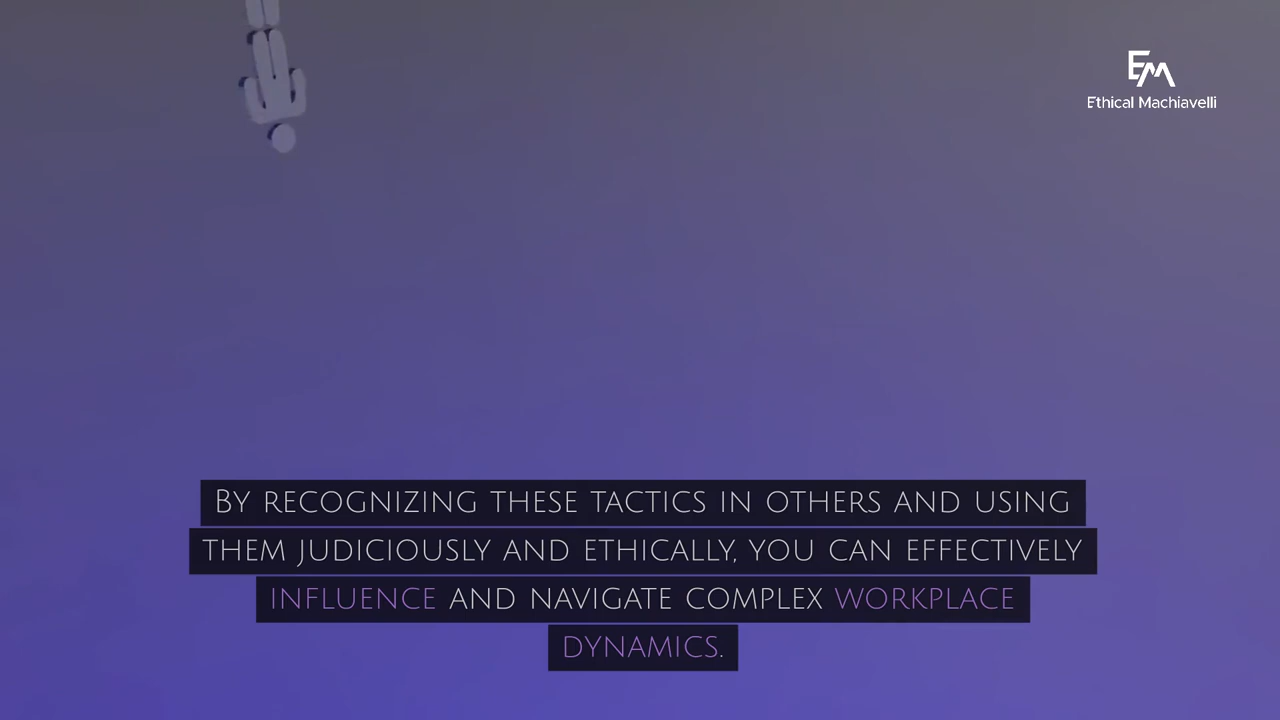 EM
Ethical Machiavelli
By recognizing these tactics in others and using
them judiciously and ethically, you can effectively
influence and navigate complex workplace
dynamics.